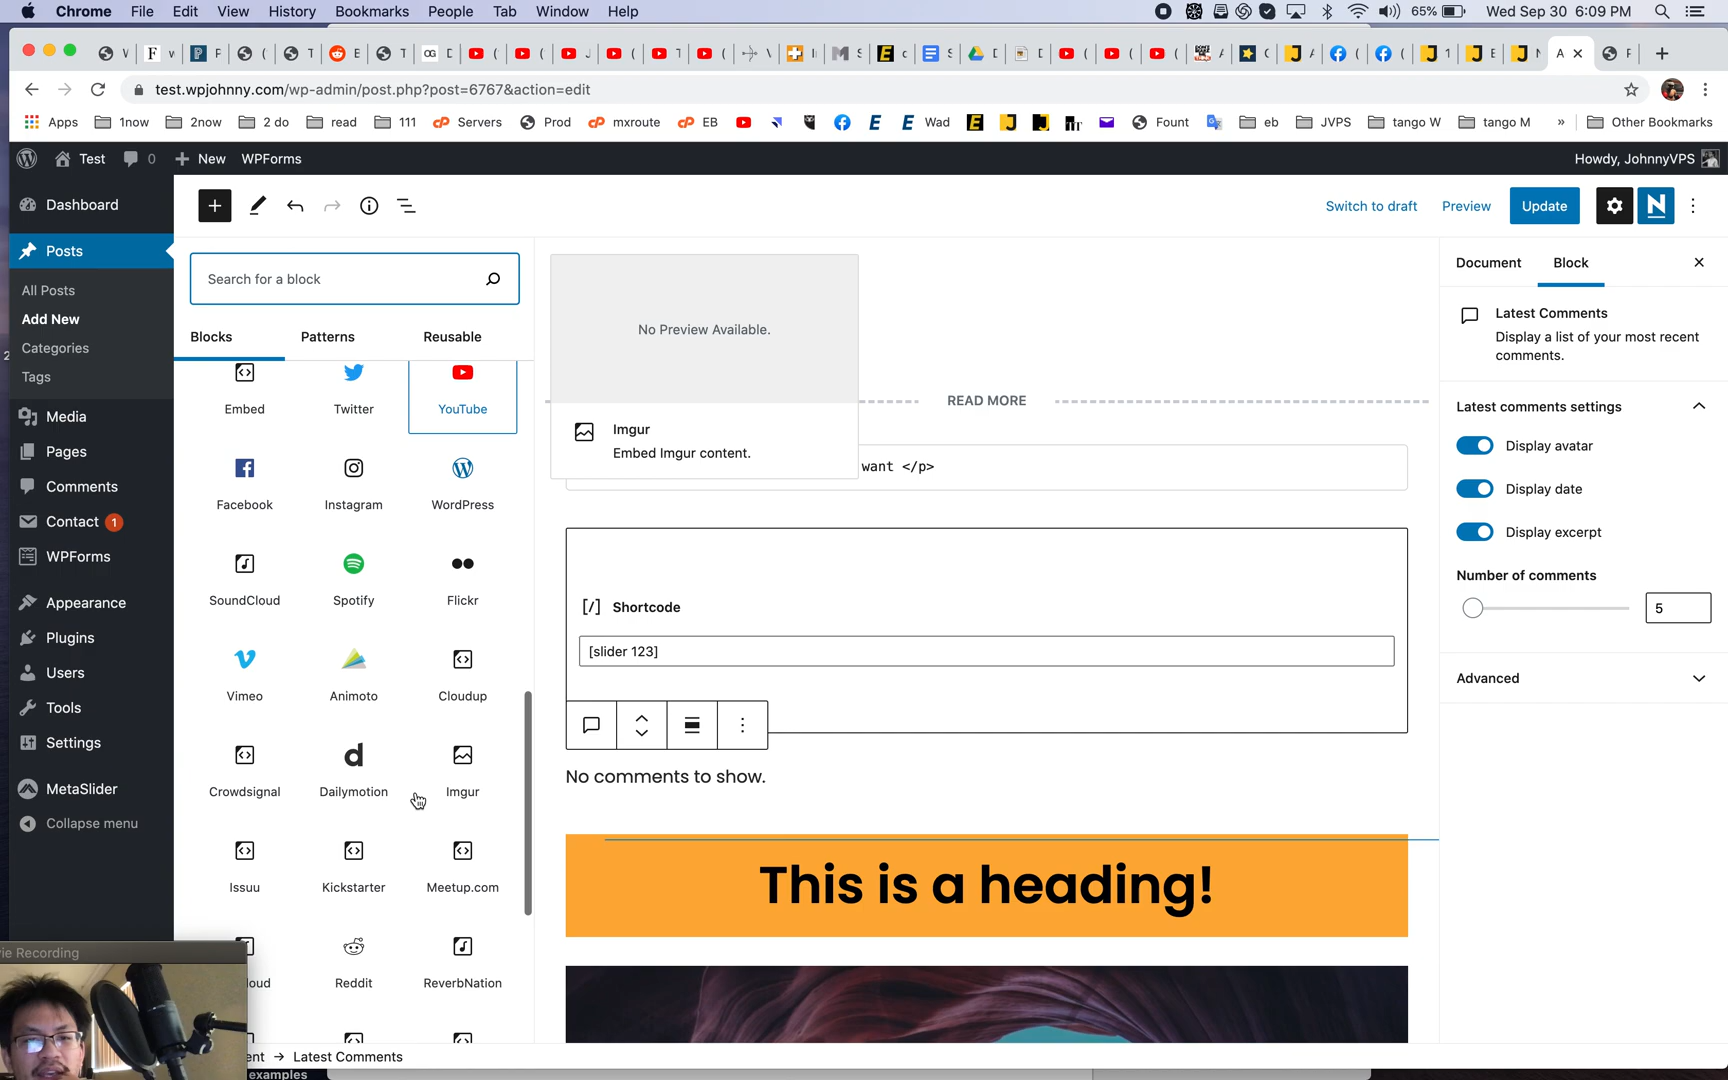 Chrome File Edit View History Bookmarks People Tab Window Help 65% Wed Sep 30 6:09 PM
test.wpjohnny.com/wp-admin/post.php?post=6767&action=edit
Apps 1now 2now 2 do read 111 Servers Prod mxroute EB Wad Fount eb JVPS tango W tango M » Other Bookmarks
Test 0 New WPForms Howdy, JohnnyVPS
Dashboard
Posts
All Posts
Add New
Categories
Tags
Media
Pages
Comments
Contact 1
WPForms
Appearance
Plugins
Users
Tools
Settings
MetaSlider
Collapse menu
Switch to draft Preview Update
Search for a block
Blocks Patterns Reusable
Embed Twitter YouTube
Facebook Instagram WordPress
SoundCloud Spotify Flickr
Vimeo Animoto Cloudup
Crowdsignal Dailymotion Imgur
Issuu Kickstarter Meetup.com
loud Reddit ReverbNation
No Preview Available.
Imgur
Embed Imgur content.
READ MORE
want </p>
[/] Shortcode
[slider 123]
No comments to show.
This is a heading!
Document Block
Latest Comments
Display a list of your most recent
comments.
Latest comments settings
Display avatar
Display date
Display excerpt
Number of comments
5
Advanced
ie Recording
ent → Latest Comments
examples